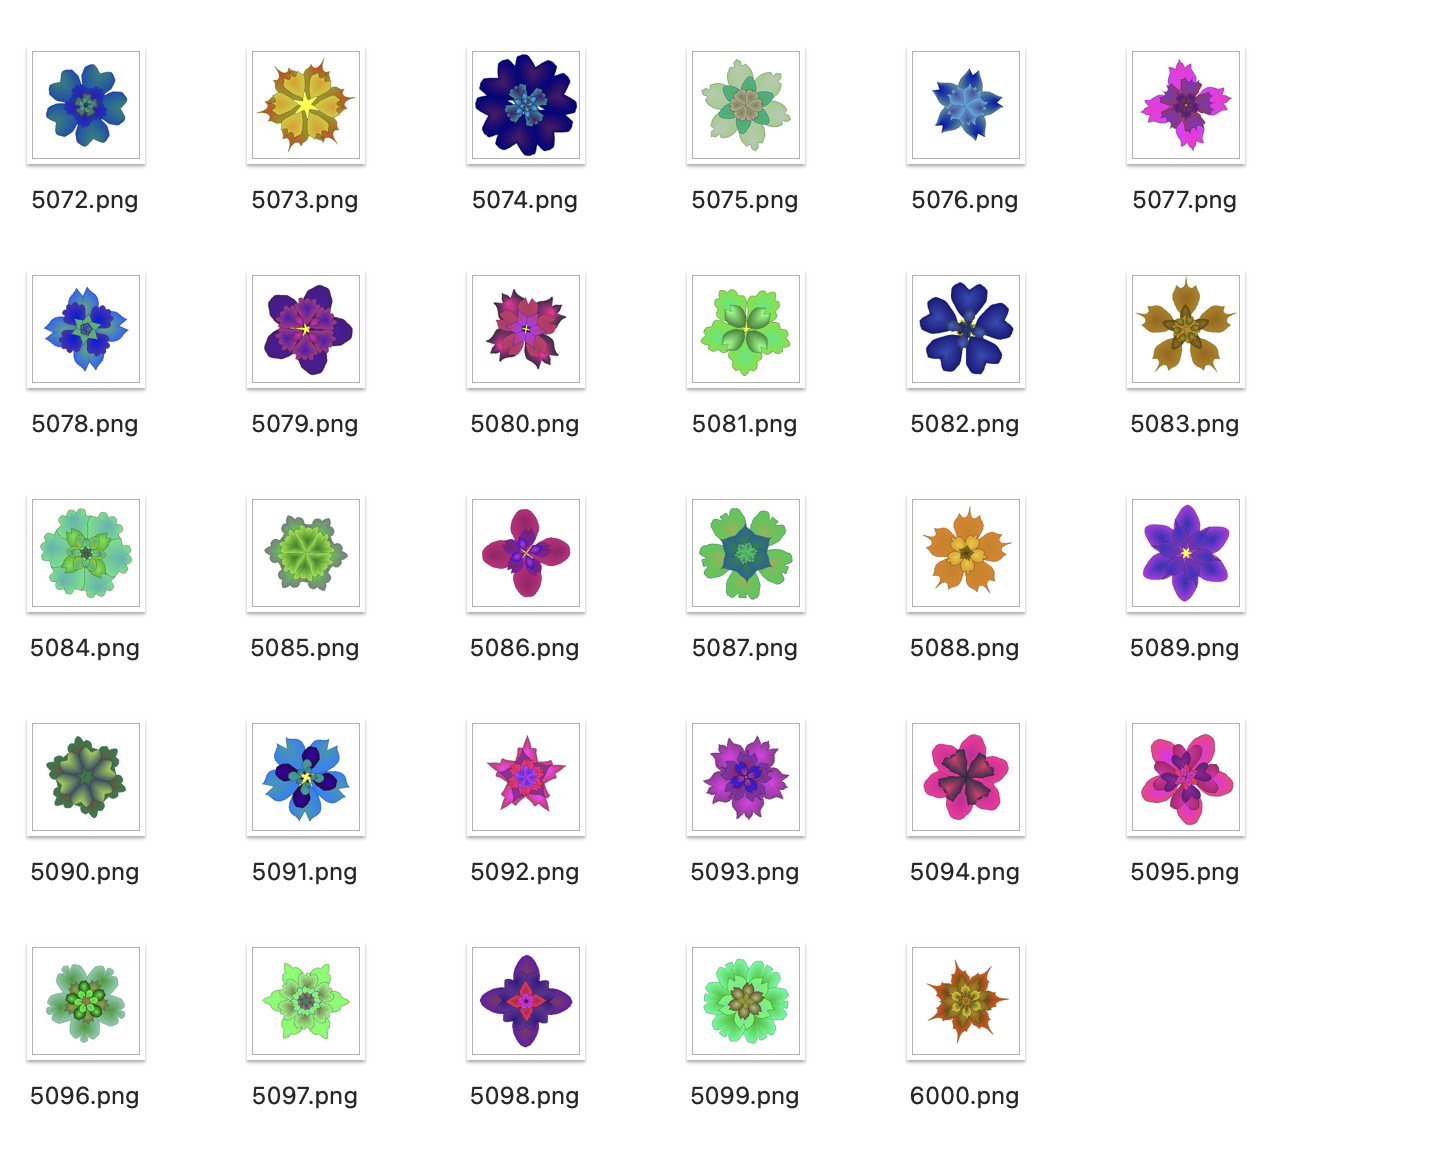 5072.png 5073.png 5074.png 5075.png 5076.png 5077.png
5078.png 5079.png 5080.png 5081.png 5082.png 5083.png
5084.png 5085.png 5086.png 5087.png 5088.png 5089.png
5090.png 5091.png 5092.png 5093.png 5094.png 5095.png
5096.png 5097.png 5098.png 5099.png 6000.png